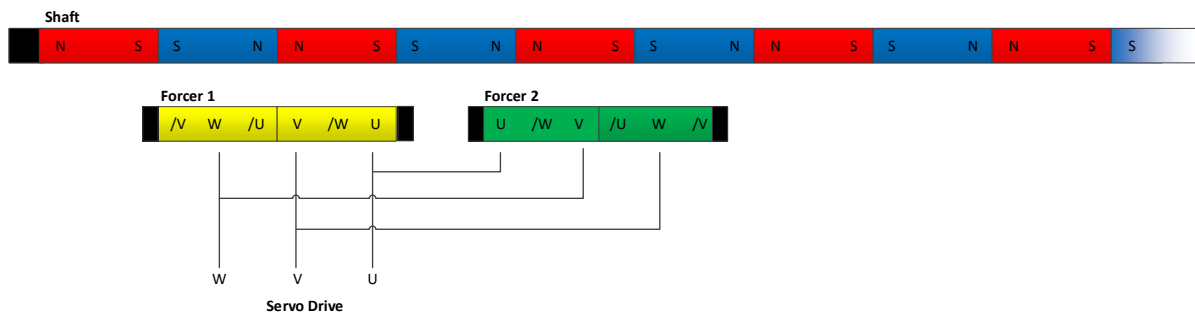 Shaft
N S S N N S S N N S S N N S S N N S S
Forcer 1
Forcer 2
/V W /U V /W U
U /W V /U W /V
W V U
Servo Drive